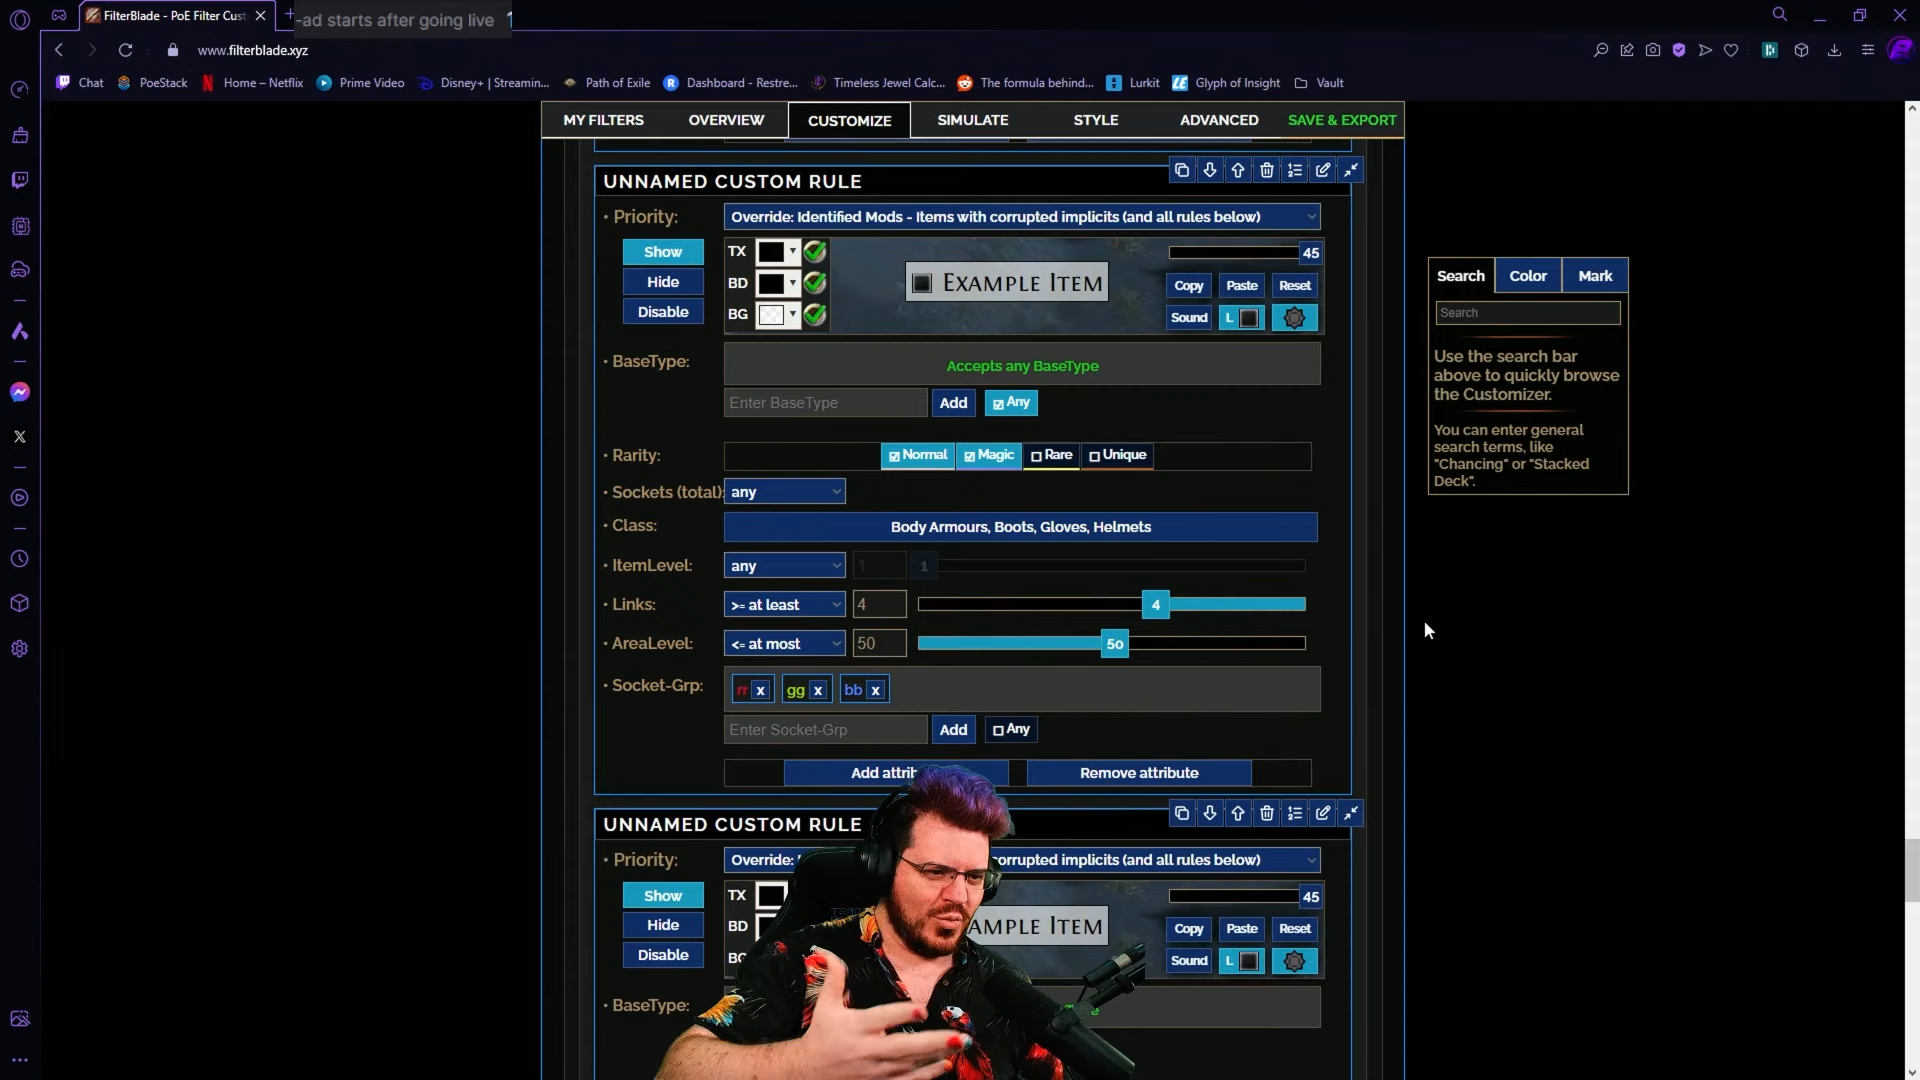 FilterBlade - PoE Filter Cust
-ad starts after going live
www.filterblade.xyz
Chat
PoeStack
Home – Netflix
Prime Video
Disney+ | Streamin...
Path of Exile
Dashboard - Restre...
Timeless Jewel Calc...
The formula behind...
Lurkit
Glyph of Insight
Vault
MY FILTERS
OVERVIEW
CUSTOMIZE
SIMULATE
STYLE
ADVANCED
SAVE & EXPORT
UNNAMED CUSTOM RULE
• Priority:
Override: Identified Mods - Items with corrupted implicits (and all rules below)
Show
Hide
Disable
TX
BD
BG
EXAMPLE ITEM
45
Copy
Paste
Reset
Sound
L
• BaseType:
Accepts any BaseType
Enter BaseType
Add
Any
• Rarity:
Normal
Magic
Rare
Unique
• Sockets (total):
any
• Class:
Body Armours, Boots, Gloves, Helmets
• ItemLevel:
any
1
1
• Links:
>= at least
4
4
• AreaLevel:
<= at most
50
50
• Socket-Grp:
rr x
gg x
bb x
Enter Socket-Grp
Add
Any
Add attrib
Remove attribute
Search
Color
Mark
Search
Use the search bar
above to quickly browse
the Customizer.
You can enter general
search terms, like
"Chancing" or "Stacked
Deck".
UNNAMED CUSTOM RULE
• Priority:
Override:
corrupted implicits (and all rules below)
Show
Hide
Disable
TX
BD
AMPLE ITEM
45
Copy
Paste
Reset
Sound
L
• BaseType: